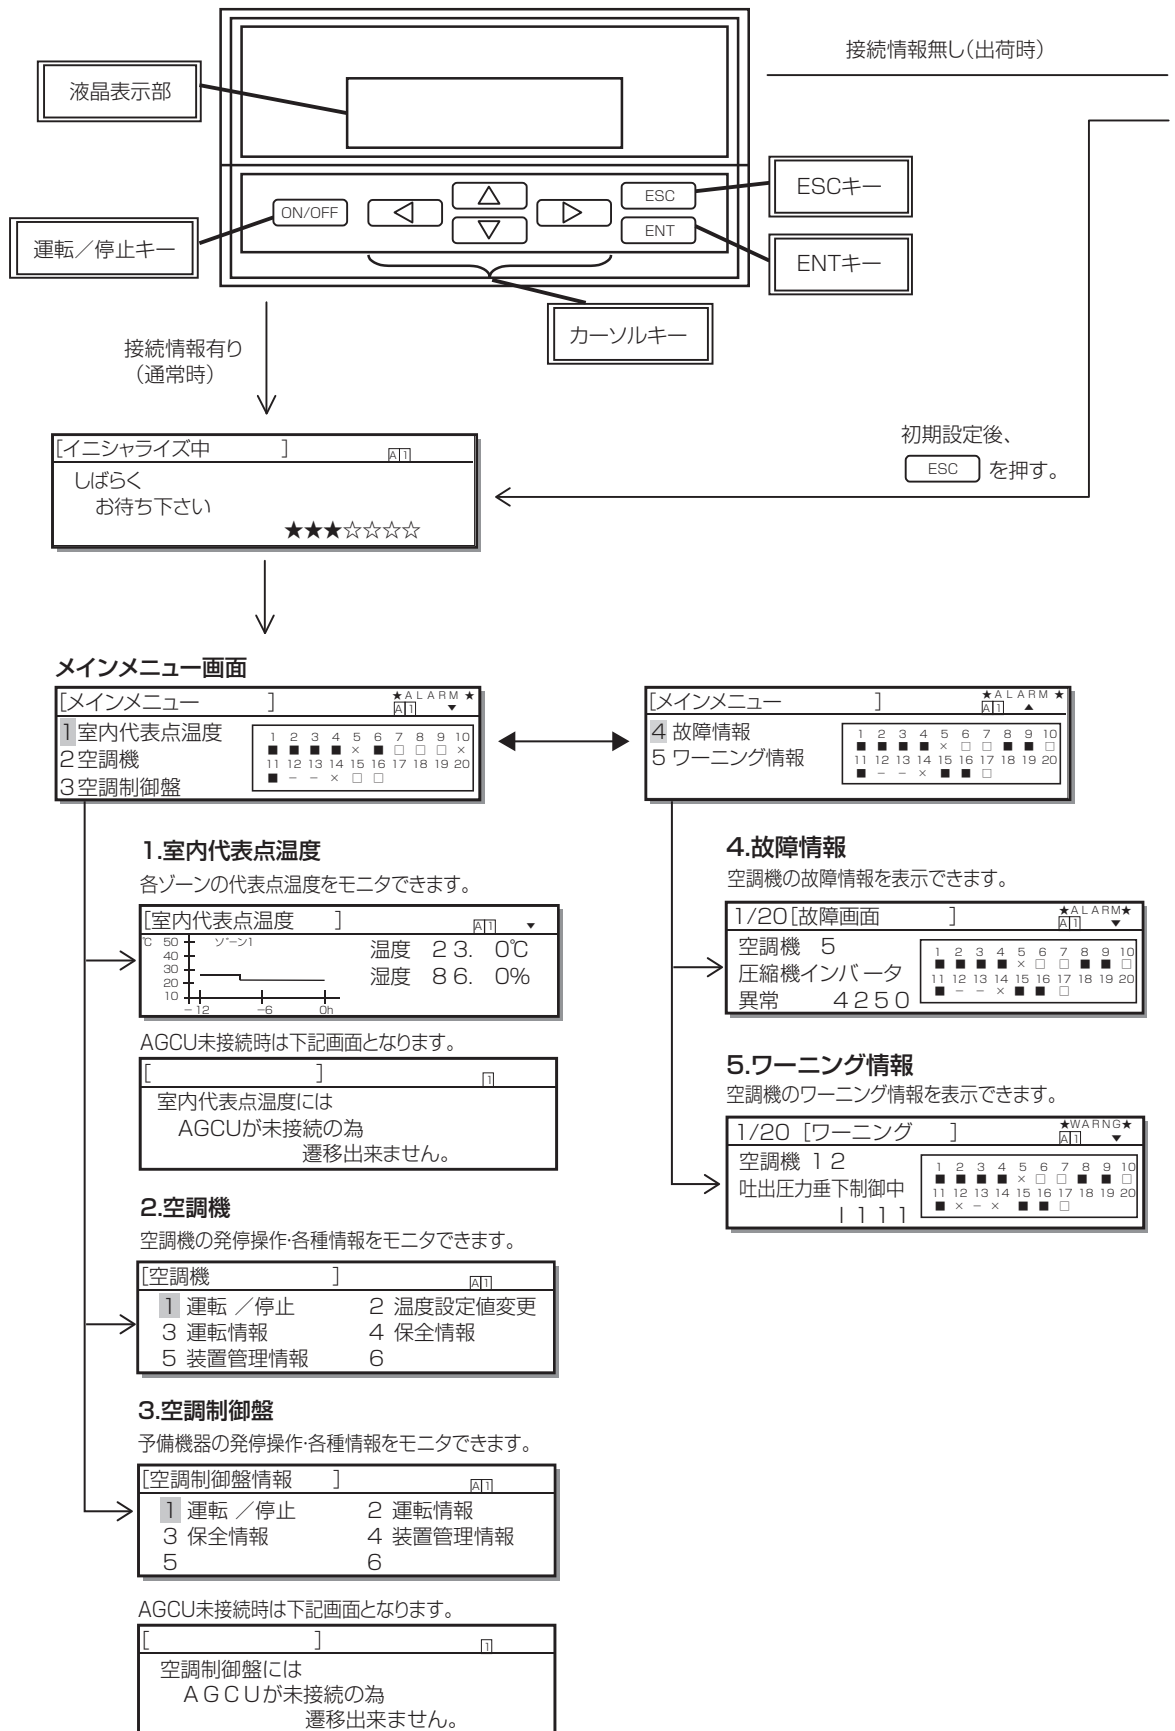 接続情報無し（出荷時）
液晶表示部
ESCキー
ON/OFF
ESC
ENT
運転／停止キー
ENTキー
カーソルキー
接続情報有り
（通常時）
初期設定後、
ESC を押す。
[イニシャライズ中 ] A 1
しばらく
お待ち下さい
★★★☆☆☆☆
メインメニュー画面
[メインメニュー ] ★ALARM★
A 1 ▼
1 室内代表点温度
2 空調機
3 空調制御盤
1 2 3 4 5 6 7 8 9 10
■ ■ ■ ■ × ■ □ □ □ ×
11 12 13 14 15 16 17 18 19 20
■ − − × □ □
[メインメニュー ] ★ALARM★
A 1 ▲
4 故障情報
5 ワーニング情報
1 2 3 4 5 6 7 8 9 10
■ ■ ■ ■ × □ □ ■ ■ □
11 12 13 14 15 16 17 18 19 20
■ − − × ■ ■ □
1.室内代表点温度
各ゾーンの代表点温度をモニタできます。
[室内代表点温度 ] A 1 ▼
℃ 50 ゾーン1
40
30
20
10
−12 −6 0h
温度 23. 0℃
湿度 86. 0%
AGCU未接続時は下記画面となります。
[ ] 1
室内代表点温度には
AGCUが未接続の為
遷移出来ません。
2.空調機
空調機の発停操作・各種情報をモニタできます。
[空調機 ] A 1
1 運転 ／停止 2 温度設定値変更
3 運転情報 4 保全情報
5 装置管理情報 6
3.空調制御盤
予備機器の発停操作・各種情報をモニタできます。
[空調制御盤情報 ] A 1
1 運転 ／停止 2 運転情報
3 保全情報 4 装置管理情報
5 6
AGCU未接続時は下記画面となります。
[ ] 1
空調制御盤には
AGCUが未接続の為
遷移出来ません。
4.故障情報
空調機の故障情報を表示できます。
1/20[故障画面 ] ★ALARM★
A 1 ▼
空調機 5
圧縮機インバータ
異常 4250
1 2 3 4 5 6 7 8 9 10
■ ■ ■ ■ × □ □ ■ ■ □
11 12 13 14 15 16 17 18 19 20
■ − − × ■ ■ □
5.ワーニング情報
空調機のワーニング情報を表示できます。
1/20 [ワーニング ] ★WARNG★
A 1 ▼
空調機 12
吐出圧力垂下制御中
1111
1 2 3 4 5 6 7 8 9 10
■ ■ ■ ■ × □ □ ■ ■ □
11 12 13 14 15 16 17 18 19 20
■ × − × ■ ■ □